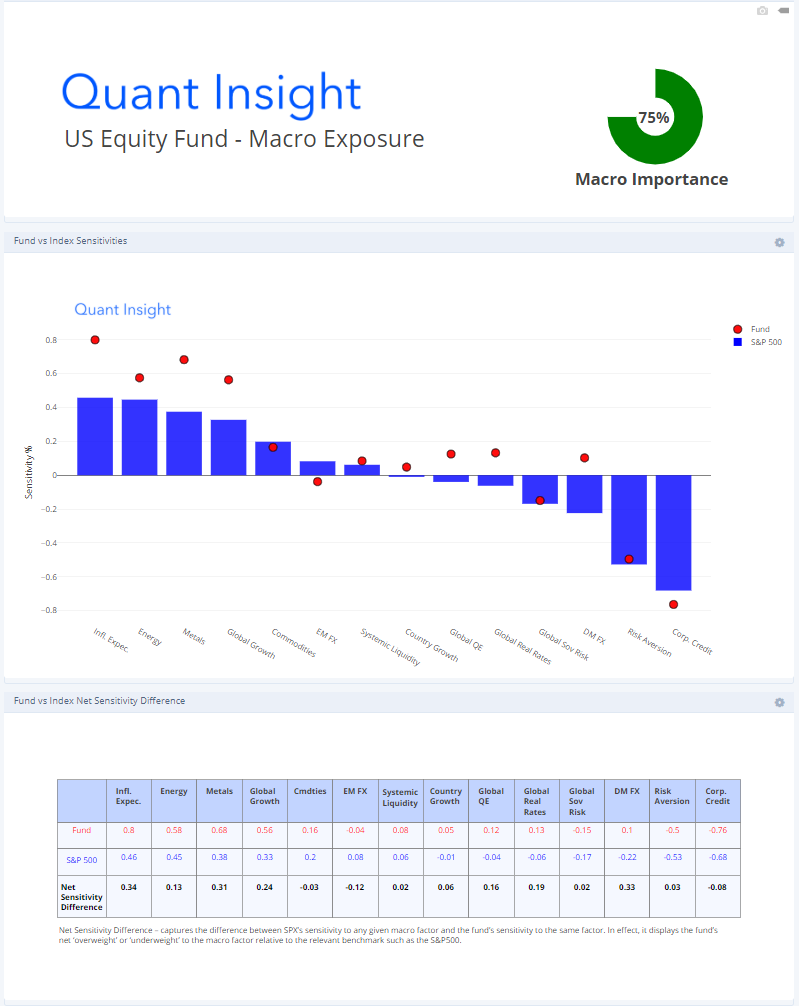 Quant Insight
US Equity Fund - Macro Exposure
75%
Macro Importance
Fund vs Index Sensitivities
Quant Insight
Fund
S&P 500
Sensitivity %
0.8
0.6
0.4
0.2
0
−0.2
−0.4
−0.6
−0.8
Infl. Expec.
Energy
Metals
Global Growth
Commodities
EM FX
Systemic Liquidity
Country Growth
Global QE
Global Real Rates
Global Sov Risk
DM FX
Risk Aversion
Corp. Credit
Fund vs Index Net Sensitivity Difference
Infl. Expec. Energy Metals Global Growth Cmdties EM FX Systemic Liquidity Country Growth Global QE Global Real Rates Global Sov Risk DM FX Risk Aversion Corp. Credit
Fund 0.8 0.58 0.68 0.56 0.16 -0.04 0.08 0.05 0.12 0.13 -0.15 0.1 -0.5 -0.76
S&P 500 0.46 0.45 0.38 0.33 0.2 0.08 0.06 -0.01 -0.04 -0.06 -0.17 -0.22 -0.53 -0.68
Net Sensitivity Difference 0.34 0.13 0.31 0.24 -0.03 -0.12 0.02 0.06 0.16 0.19 0.02 0.33 0.03 -0.08
Net Sensitivity Difference – captures the difference between SPX's sensitivity to any given macro factor and the fund's sensitivity to the same factor. In effect, it displays the fund's
net 'overweight' or 'underweight' to the macro factor relative to the relevant benchmark such as the S&P500.